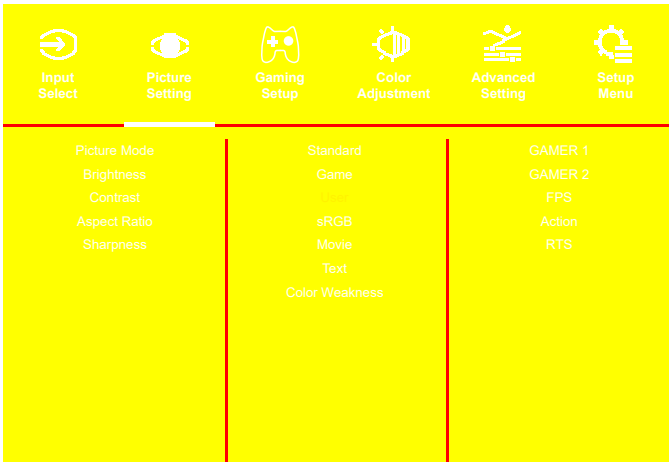 Input
Select
Picture
Setting
Gaming
Setup
Color
Adjustment
Advanced
Setting
Setup
Menu
Picture Mode
Brightness
Contrast
Aspect Ratio
Sharpness
Standard
Game
User
sRGB
Movie
Text
Color Weakness
GAMER 1
GAMER 2
FPS
Action
RTS